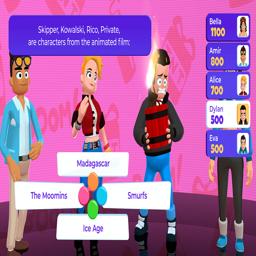 Skipper, Kowalski, Rico, Private,
are characters from the animated film:
Bella
1100
Amir
800
Alice
700
Dylan
500
Eva
500
Madagascar
The Moomins
Smurfs
Ice Age